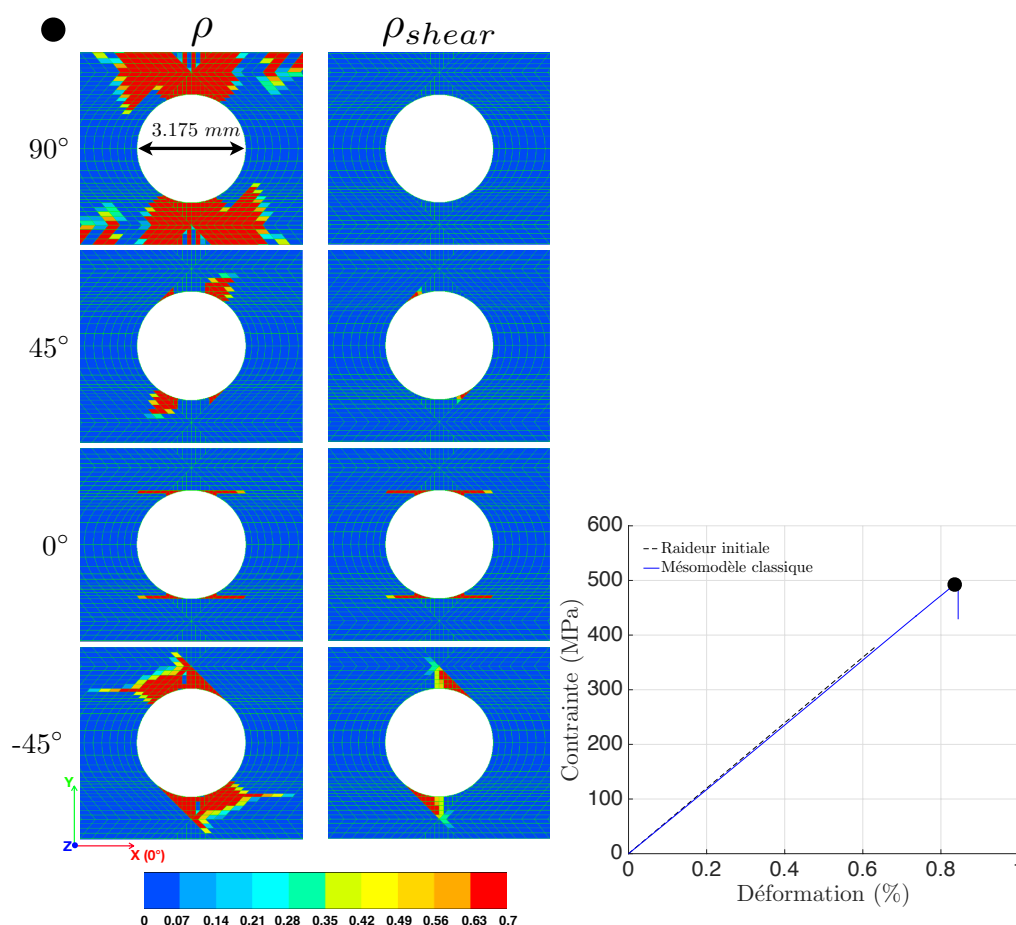 ρ
ρ_shear
90°
3.175 mm
45°
0°
-45°
Y
Z
X (0°)
0 0.07 0.14 0.21 0.28 0.35 0.42 0.49 0.56 0.63 0.7
600
500
400
300
200
100
0
Contrainte (MPa)
Raideur initiale
Mésomodèle classique
0 0.2 0.4 0.6 0.8 1
Déformation (%)